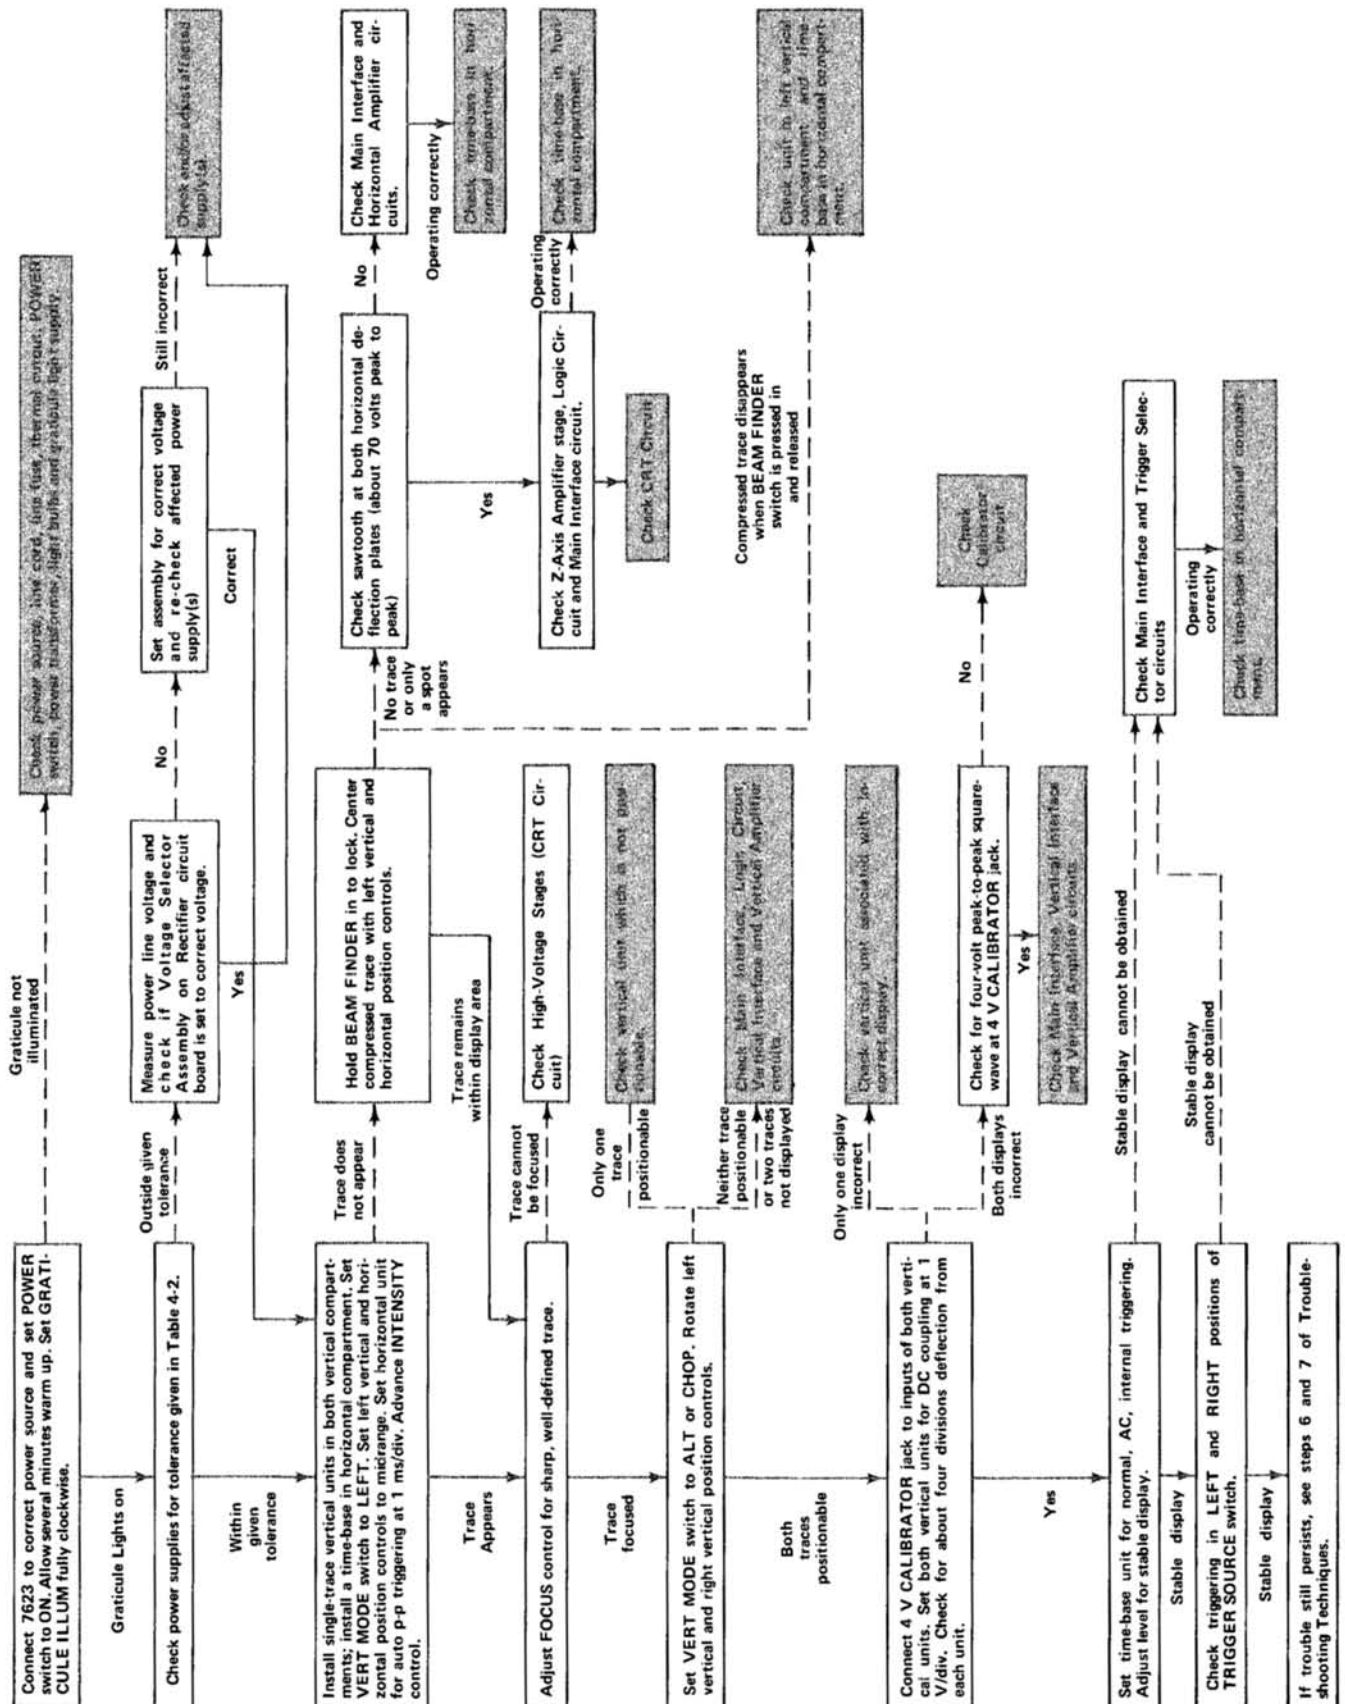 Connect 7623 to correct power source and set POWER
switch to ON. Allow several minutes warm up. Set GRATI-
CULE ILLUM fully clockwise.
Graticule not
illuminated
Check power source, line cord, line fuse, thermal cutout, POWER
switch, power transformer, light bulbs and graticule light supply.
Graticule Lights on
Check power supplies for tolerance given in Table 4-2.
Outside given
tolerance
Measure power line voltage and
check if Voltage Selector
Assembly on Rectifier circuit
board is set to correct voltage.
No
Set assembly for correct voltage
and re-check affected power
supply(s)
Still incorrect
Check and/or adjust affected
supply(s).
Yes
Correct
Within
given
tolerance
Install single-trace vertical units in both vertical compart-
ments; install a time-base in horizontal compartment. Set
VERT MODE switch to LEFT. Set left vertical and hori-
zontal position controls to midrange. Set horizontal unit
for auto p-p triggering at 1 ms/div. Advance INTENSITY
control.
Trace does
not appear
Hold BEAM FINDER in to lock. Center
compressed trace with left vertical and
horizontal position controls.
No trace
or only
a spot
appears
Check sawtooth at both horizontal de-
flection plates (about 70 volts peak to
peak)
No
Check Main Interface and
Horizontal Amplifier cir-
cuits.
Operating correctly
Check time-base in hori-
zontal compartment.
Yes
Check Z-Axis Amplifier stage, Logic Cir-
cuit and Main Interface circuit.
Operating
correctly
Check time-base in hori-
zontal compartment.
Check CRT Circuit
Compressed trace disappears
when BEAM FINDER
switch is pressed in
and released
Check unit in left vertical
compartment and time-
base in horizontal compart-
ment.
Trace remains
within display area
Trace
Appears
Adjust FOCUS control for sharp, well-defined trace.
Trace cannot
be focused
Check High-Voltage Stages (CRT Cir-
cuit)
Trace
focused
Set VERT MODE switch to ALT or CHOP. Rotate left
vertical and right vertical position controls.
Only one
trace
positionable
Check vertical unit which is not posi-
tionable.
Neither trace
positionable
or two traces
not displayed
Check Main Interface, Logic Circuit,
Vertical Interface and Vertical Amplifier
circuits.
Both
traces
positionable
Connect 4 V CALIBRATOR jack to inputs of both verti-
cal units. Set both vertical units for DC coupling at 1
V/div. Check for about four divisions deflection from
each unit.
Only one display
incorrect
Check vertical unit associated with in-
correct display.
Both displays
incorrect
Check for four-volt peak-to-peak square-
wave at 4 V CALIBRATOR jack.
No
Check
Calibrator
circuit.
Yes
Check Main Interface, Vertical Interface
and Vertical Amplifier circuits.
Yes
Set time-base unit for normal, AC, internal triggering.
Adjust level for stable display.
Stable display cannot be obtained
Check Main Interface and Trigger Selec-
tor circuits
Operating
correctly
Check time-base in horizontal compart-
ment.
Stable display
Check triggering in LEFT and RIGHT positions of
TRIGGER SOURCE switch.
Stable display
cannot be obtained
Stable display
If trouble still persists, see steps 6 and 7 of Trouble-
shooting Techniques.